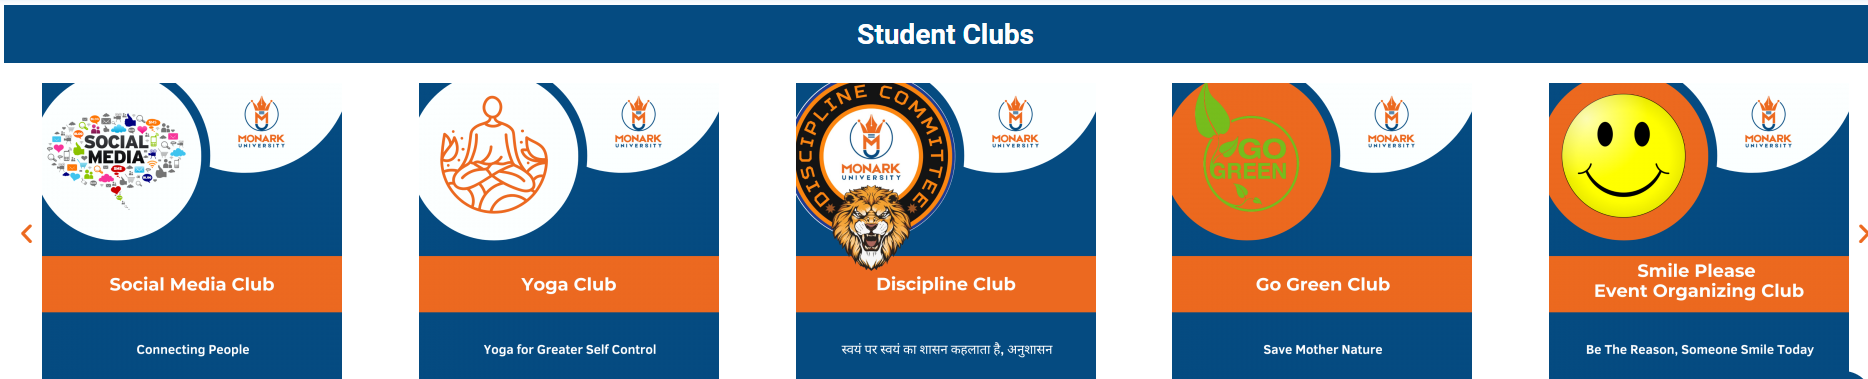 Student Clubs
SOCIAL
MEDIA
MONARK
UNIVERSITY
Social Media Club
Connecting People
MONARK
UNIVERSITY
Yoga Club
Yoga for Greater Self Control
DISCIPLINE COMMITTEE
MONARK
UNIVERSITY
MONARK
UNIVERSITY
Discipline Club
स्वयं पर स्वयं का शासन कहलाता है, अनुशासन
GO
GREEN
MONARK
UNIVERSITY
Go Green Club
Save Mother Nature
MONARK
UNIVERSITY
Smile Please
Event Organizing Club
Be The Reason, Someone Smile Today